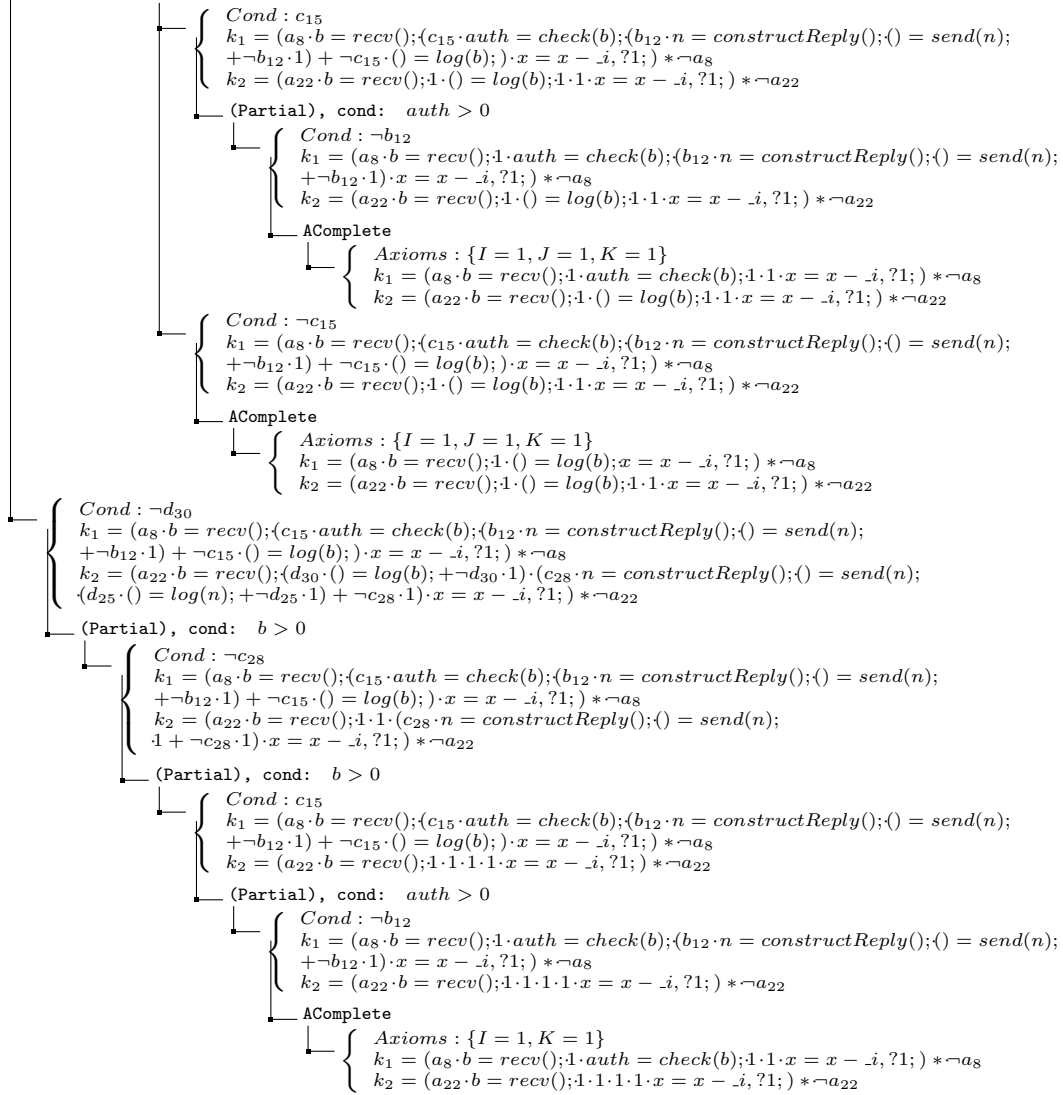 Cond : c₁₅
k₁ = (a₈·b = recv();·(c₁₅·auth = check(b);·(b₁₂·n = constructReply();·() = send(n);
+¬b₁₂·1) + ¬c₁₅·() = log(b); )·x = x − _i, ?1; ) ∗·¬a₈
k₂ = (a₂₂·b = recv();·1·() = log(b);·1·1·x = x − _i, ?1; ) ∗·¬a₂₂
(Partial), cond: auth > 0
Cond : ¬b₁₂
k₁ = (a₈·b = recv();·1·auth = check(b);·(b₁₂·n = constructReply();·() = send(n);
+¬b₁₂·1)·x = x − _i, ?1; ) ∗·¬a₈
k₂ = (a₂₂·b = recv();·1·() = log(b);·1·1·x = x − _i, ?1; ) ∗·¬a₂₂
AComplete
Axioms : {I = 1, J = 1, K = 1}
k₁ = (a₈·b = recv();·1·auth = check(b);·1·1·x = x − _i, ?1; ) ∗·¬a₈
k₂ = (a₂₂·b = recv();·1·() = log(b);·1·1·x = x − _i, ?1; ) ∗·¬a₂₂
Cond : ¬c₁₅
k₁ = (a₈·b = recv();·(c₁₅·auth = check(b);·(b₁₂·n = constructReply();·() = send(n);
+¬b₁₂·1) + ¬c₁₅·() = log(b); )·x = x − _i, ?1; ) ∗·¬a₈
k₂ = (a₂₂·b = recv();·1·() = log(b);·1·1·x = x − _i, ?1; ) ∗·¬a₂₂
AComplete
Axioms : {I = 1, J = 1, K = 1}
k₁ = (a₈·b = recv();·1·() = log(b);·x = x − _i, ?1; ) ∗·¬a₈
k₂ = (a₂₂·b = recv();·1·() = log(b);·1·1·x = x − _i, ?1; ) ∗·¬a₂₂
Cond : ¬d₃₀
k₁ = (a₈·b = recv();·(c₁₅·auth = check(b);·(b₁₂·n = constructReply();·() = send(n);
+¬b₁₂·1) + ¬c₁₅·() = log(b); )·x = x − _i, ?1; ) ∗·¬a₈
k₂ = (a₂₂·b = recv();·(d₃₀·() = log(b); +¬d₃₀·1)·(c₂₈·n = constructReply();·() = send(n);
·(d₂₅·() = log(n); +¬d₂₅·1) + ¬c₂₈·1)·x = x − _i, ?1; ) ∗·¬a₂₂
(Partial), cond: b > 0
Cond : ¬c₂₈
k₁ = (a₈·b = recv();·(c₁₅·auth = check(b);·(b₁₂·n = constructReply();·() = send(n);
+¬b₁₂·1) + ¬c₁₅·() = log(b); )·x = x − _i, ?1; ) ∗·¬a₈
k₂ = (a₂₂·b = recv();·1·1·(c₂₈·n = constructReply();·() = send(n);
·1 + ¬c₂₈·1)·x = x − _i, ?1; ) ∗·¬a₂₂
(Partial), cond: b > 0
Cond : c₁₅
k₁ = (a₈·b = recv();·(c₁₅·auth = check(b);·(b₁₂·n = constructReply();·() = send(n);
+¬b₁₂·1) + ¬c₁₅·() = log(b); )·x = x − _i, ?1; ) ∗·¬a₈
k₂ = (a₂₂·b = recv();·1·1·1·1·x = x − _i, ?1; ) ∗·¬a₂₂
(Partial), cond: auth > 0
Cond : ¬b₁₂
k₁ = (a₈·b = recv();·1·auth = check(b);·(b₁₂·n = constructReply();·() = send(n);
+¬b₁₂·1)·x = x − _i, ?1; ) ∗·¬a₈
k₂ = (a₂₂·b = recv();·1·1·1·1·x = x − _i, ?1; ) ∗·¬a₂₂
AComplete
Axioms : {I = 1, K = 1}
k₁ = (a₈·b = recv();·1·auth = check(b);·1·1·x = x − _i, ?1; ) ∗·¬a₈
k₂ = (a₂₂·b = recv();·1·1·1·1·x = x − _i, ?1; ) ∗·¬a₂₂